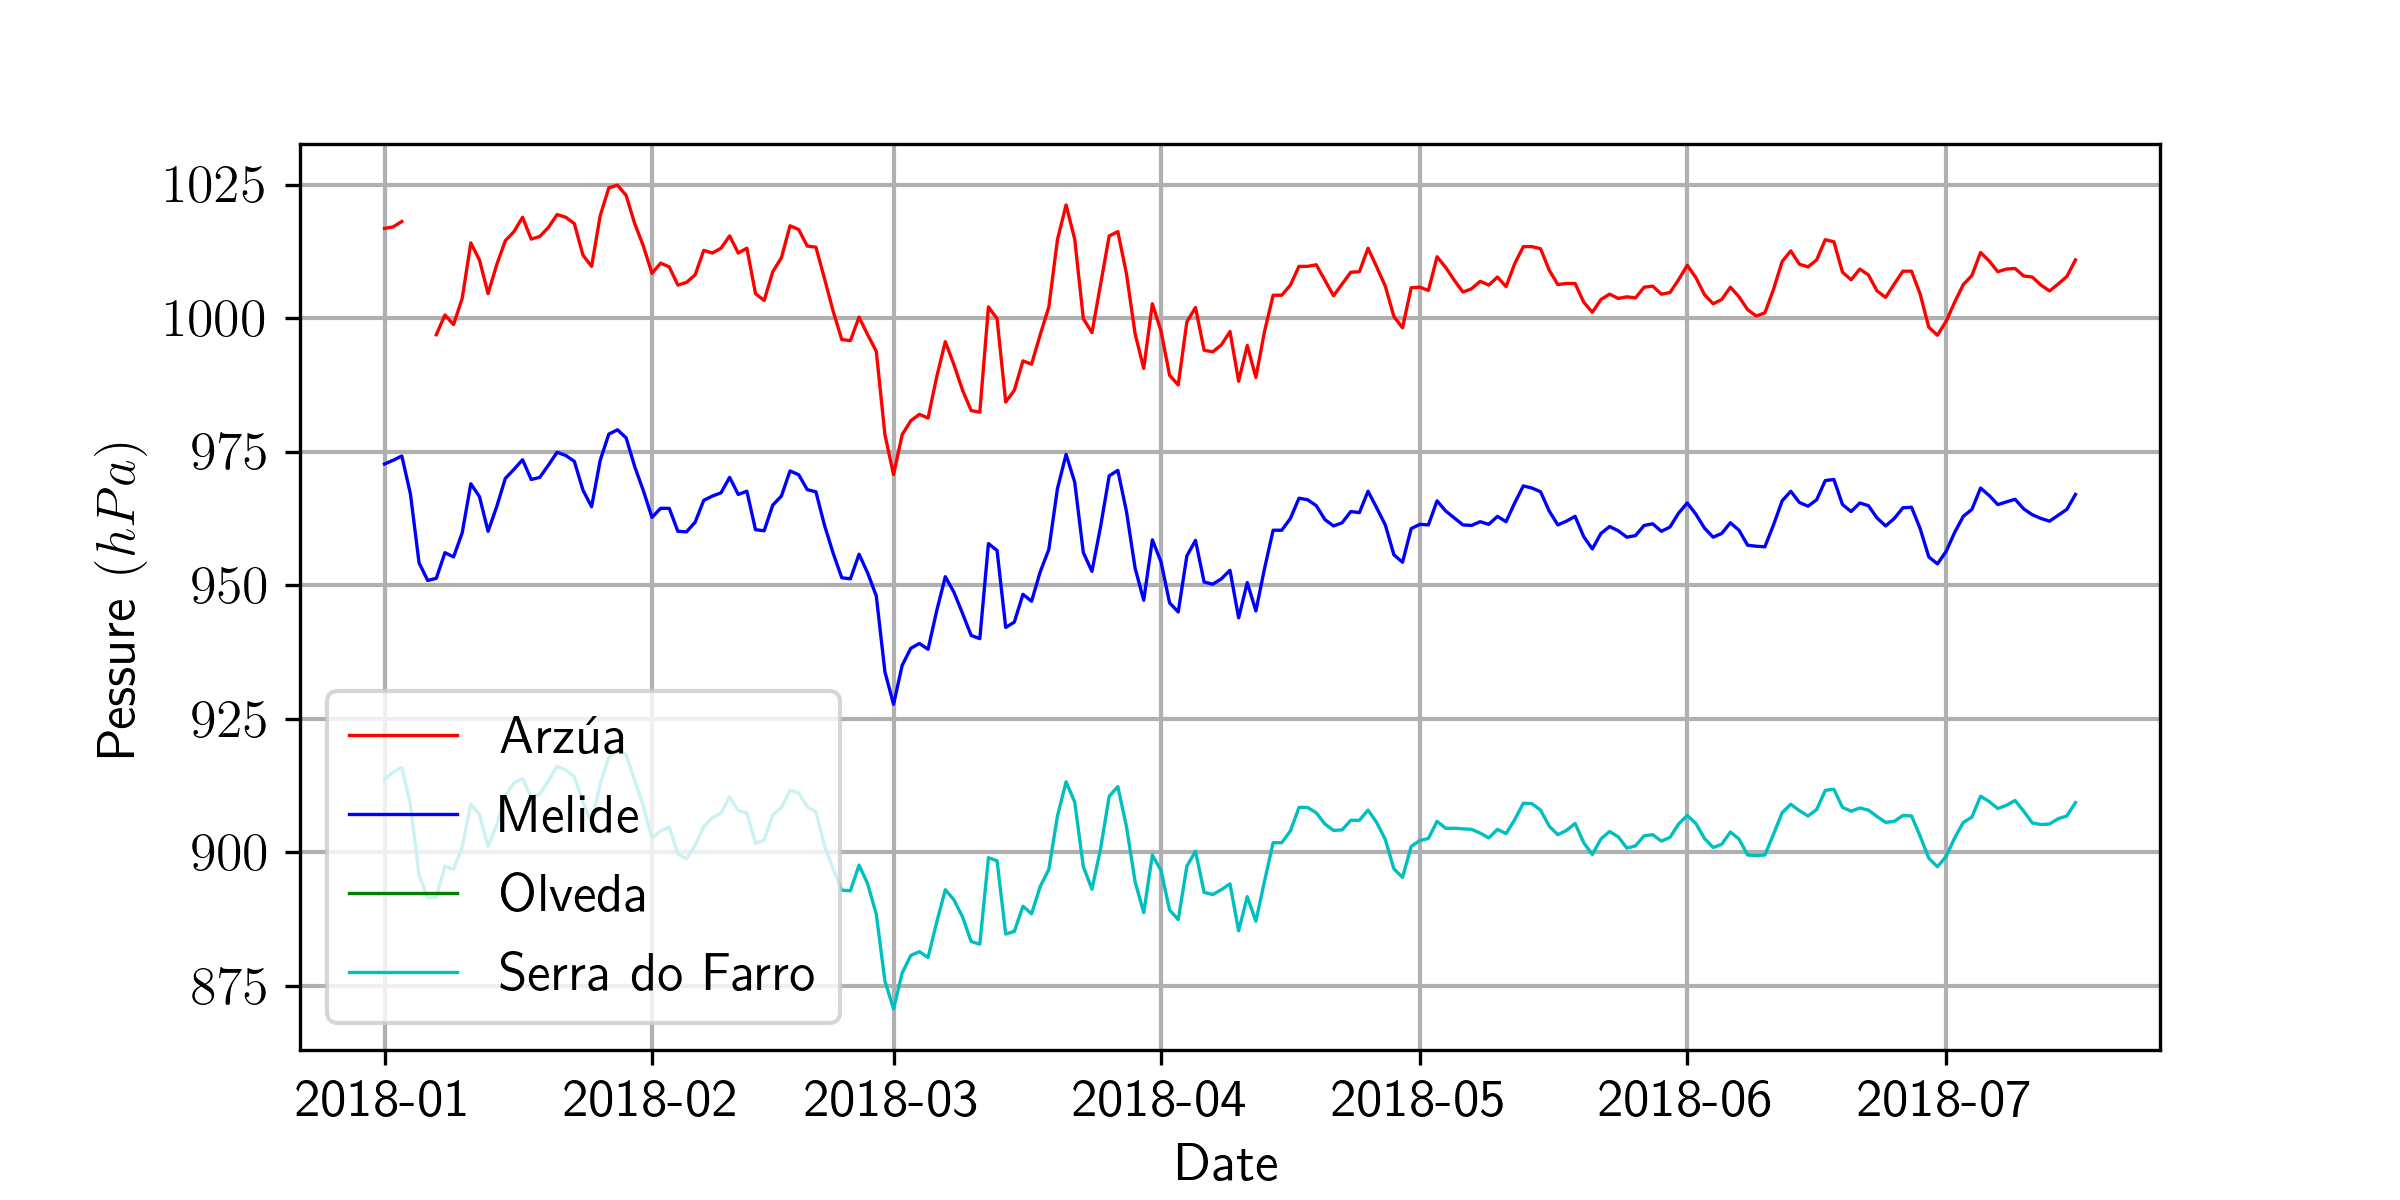 1025
1000
975
950
925
900
875
Pessure (hPa)
Arzúa
Melide
Olveda
Serra do Farro
2018-01 2018-02 2018-03 2018-04 2018-05 2018-06 2018-07
Date